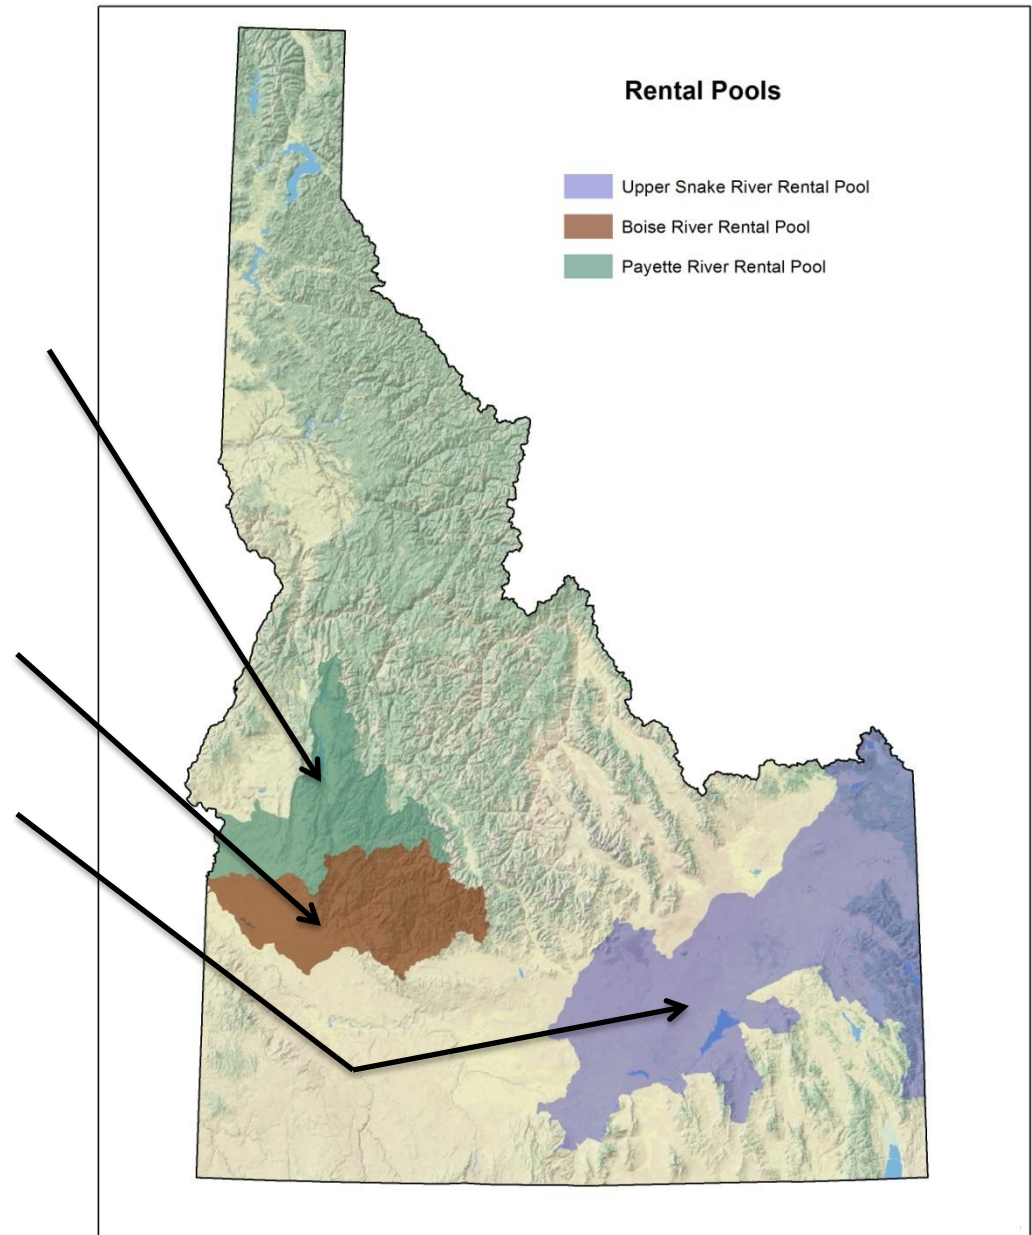 Rental Pools
Upper Snake River Rental Pool
Boise River Rental Pool
Payette River Rental Pool